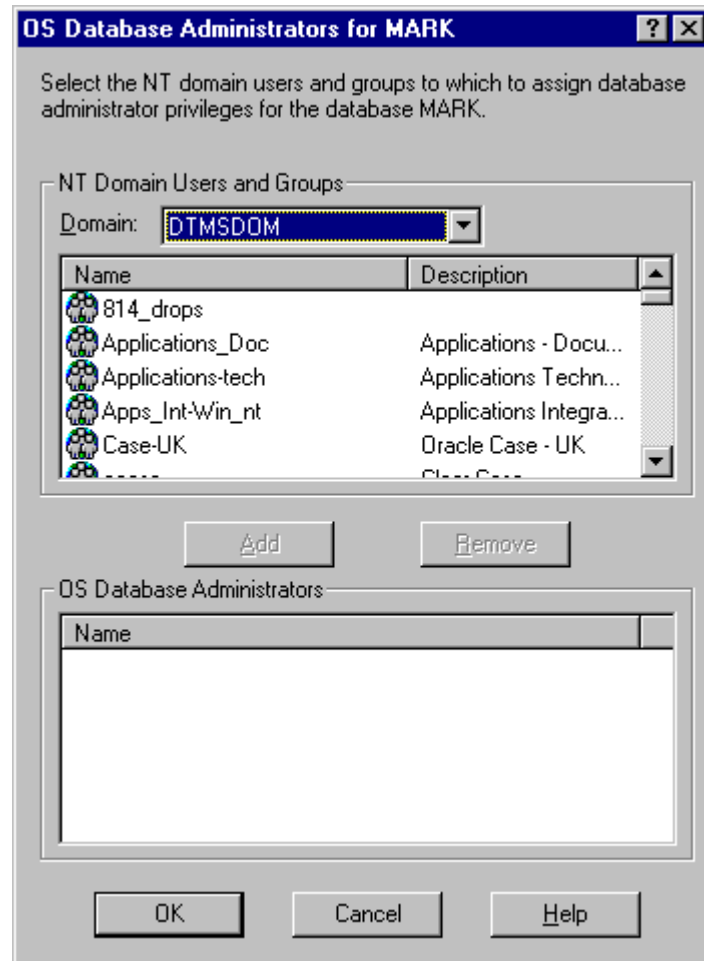 OS Database Administrators for MARK
Select the NT domain users and groups to which to assign database
administrator privileges for the database MARK.
NT Domain Users and Groups
Domain: DTMSDOM
Name Description
814_drops
Applications_Doc Applications - Docu...
Applications-tech Applications Techn...
Apps_Int-Win_nt Applications Integra...
Case-UK Oracle Case - UK
Add Remove
OS Database Administrators
Name
OK Cancel Help